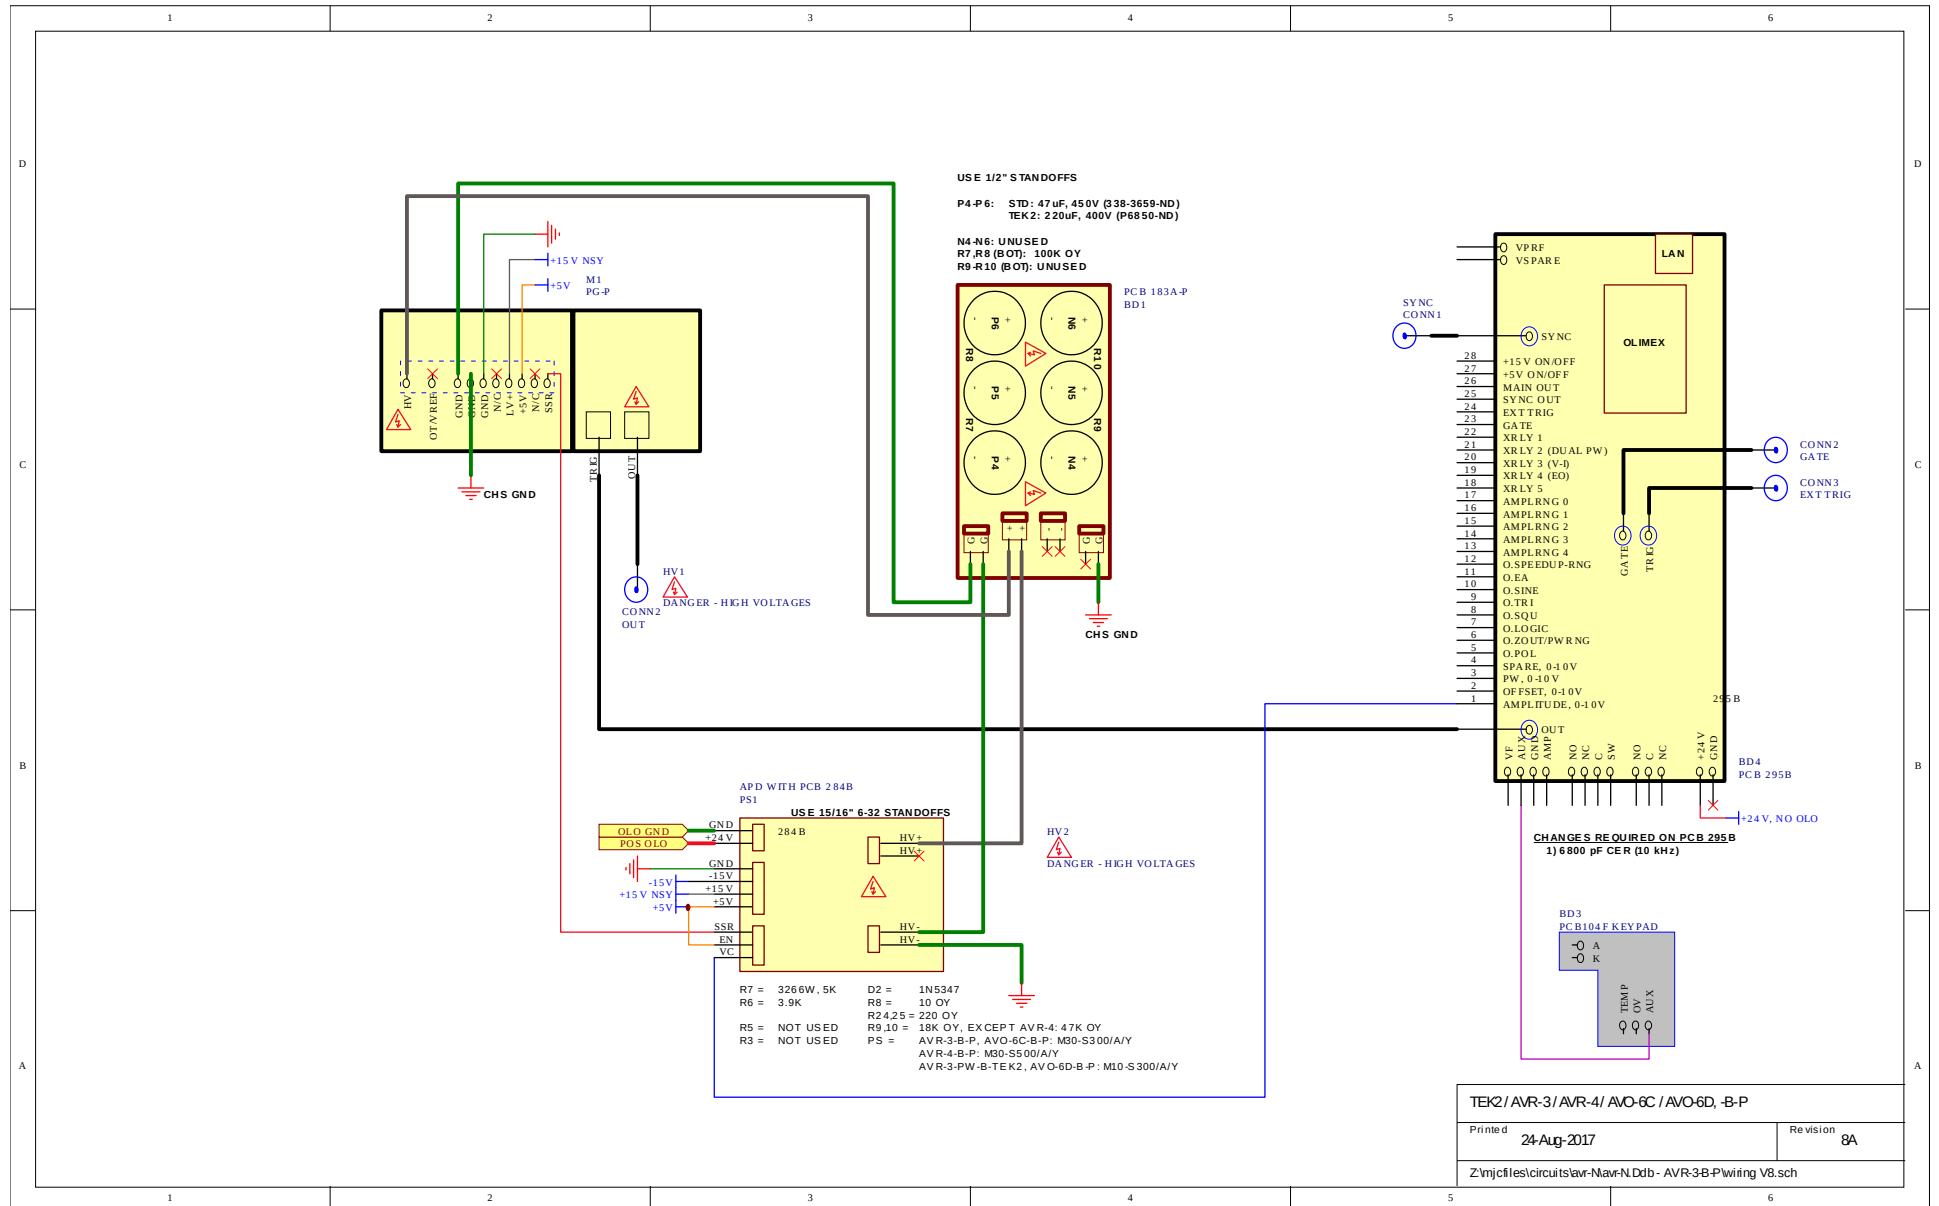 1 2 3 4 5 6
D D
C C
B B
A A
USE 1/2" STANDOFFS
P4-P6: STD: 47uF, 450V (338-3659-ND)
TEK2: 220uF, 400V (P6850-ND)
N4-N6: UNUSED
R7,R8 (BOT): 100K OY
R9-R10 (BOT): UNUSED
PCB 183A-P
BD1
P6
N6
R8
R10
P5
N5
R7
R9
P4
N4
G G
+ +
- -
G G
CHS GND
+15V NSY
+5V
M1
PG-P
HV
OT/VREF
GND
GND
GND
N/C
LV+
+5V
N/C
SSR
TRIG
OUT
CHS GND
HV1
DANGER - HIGH VOLTAGES
CONN2
OUT
SYNC
CONN1
VPRF
VSPARE
LAN
OLIMEX
SYNC
28 +15V ON/OFF
27 +5V ON/OFF
26 MAIN OUT
25 SYNC OUT
24 EXT TRIG
23 GATE
22 XRLY 1
21 XRLY 2 (DUAL PW)
20 XRLY 3 (V-I)
19 XRLY 4 (EO)
18 XRLY 5
17 AMPLRNG 0
16 AMPLRNG 1
15 AMPLRNG 2
14 AMPLRNG 3
13 AMPLRNG 4
12 O.SPEEDUP-RNG
11 O.EA
10 O.SINE
9 O.TRI
8 O.SQU
7 O.LOGIC
6 O.ZOUT/PWRNG
5 O.POL
4 SPARE, 0-10V
3 PW, 0-10V
2 OFFSET, 0-10V
1 AMPLITUDE, 0-10V
GATE
TRIG
CONN2
GATE
CONN3
EXT TRIG
295B
OUT
VF
AUX
GND
AMP
NO
NC
C
SW
NO
C
NC
+24V
GND
BD4
PCB 295B
+24V, NO OLO
CHANGES REQUIRED ON PCB 295B
1) 6800 pF CER (10 kHz)
BD3
PCB104F KEYPAD
A
K
TEMP
OV
AUX
APD WITH PCB 284B
PS1
USE 15/16" 6-32 STANDOFFS
284B
OLO GND
POS OLO
GND
+24V
GND
-15V
+15V
+5V
-15V
+15V NSY
+5V
SSR
EN
VC
HV+
HV+
HV-
HV-
HV2
DANGER - HIGH VOLTAGES
R7 = 3266W, 5K D2 = 1N5347
R6 = 3.9K R8 = 10 OY
R24,25 = 220 OY
R5 = NOT USED R9,10 = 18K OY, EXCEPT AVR-4: 47K OY
R3 = NOT USED PS = AVR-3-B-P, AVO-6C-B-P: M30-S300/A/Y
AVR-4-B-P: M30-S500/A/Y
AVR-3-PW-B-TEK2, AVO-6D-B-P: M10-S300/A/Y
TEK2 / AVR-3 / AVR-4 / AVO-6C / AVO-6D, -B-P
Printed 24-Aug-2017 Revision 8A
Z:\mjcfiles\circuits\avr-N\avr-N.Ddb - AVR-3-B-P\wiring V8.sch
1 2 3 4 5 6